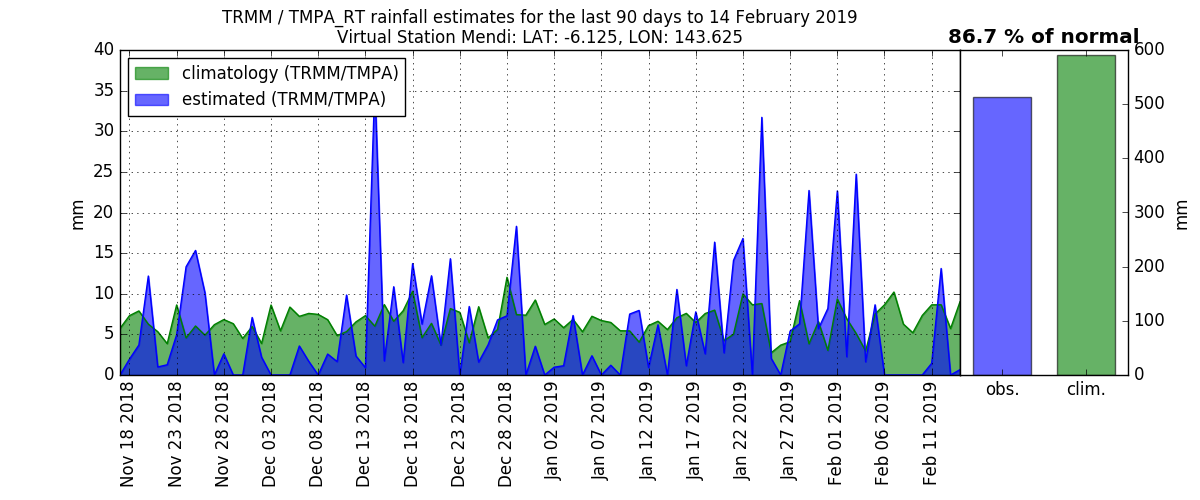 TRMM / TMPA_RT rainfall estimates for the last 90 days to 14 February 2019
Virtual Station Mendi: LAT: -6.125, LON: 143.625
86.7 % of normal
climatology (TRMM/TMPA)
estimated (TRMM/TMPA)
40
35
30
25
20
15
10
5
0
mm
Nov 18 2018
Nov 23 2018
Nov 28 2018
Dec 03 2018
Dec 08 2018
Dec 13 2018
Dec 18 2018
Dec 23 2018
Dec 28 2018
Jan 02 2019
Jan 07 2019
Jan 12 2019
Jan 17 2019
Jan 22 2019
Jan 27 2019
Feb 01 2019
Feb 06 2019
Feb 11 2019
obs.
clim.
600
500
400
300
200
100
0
mm